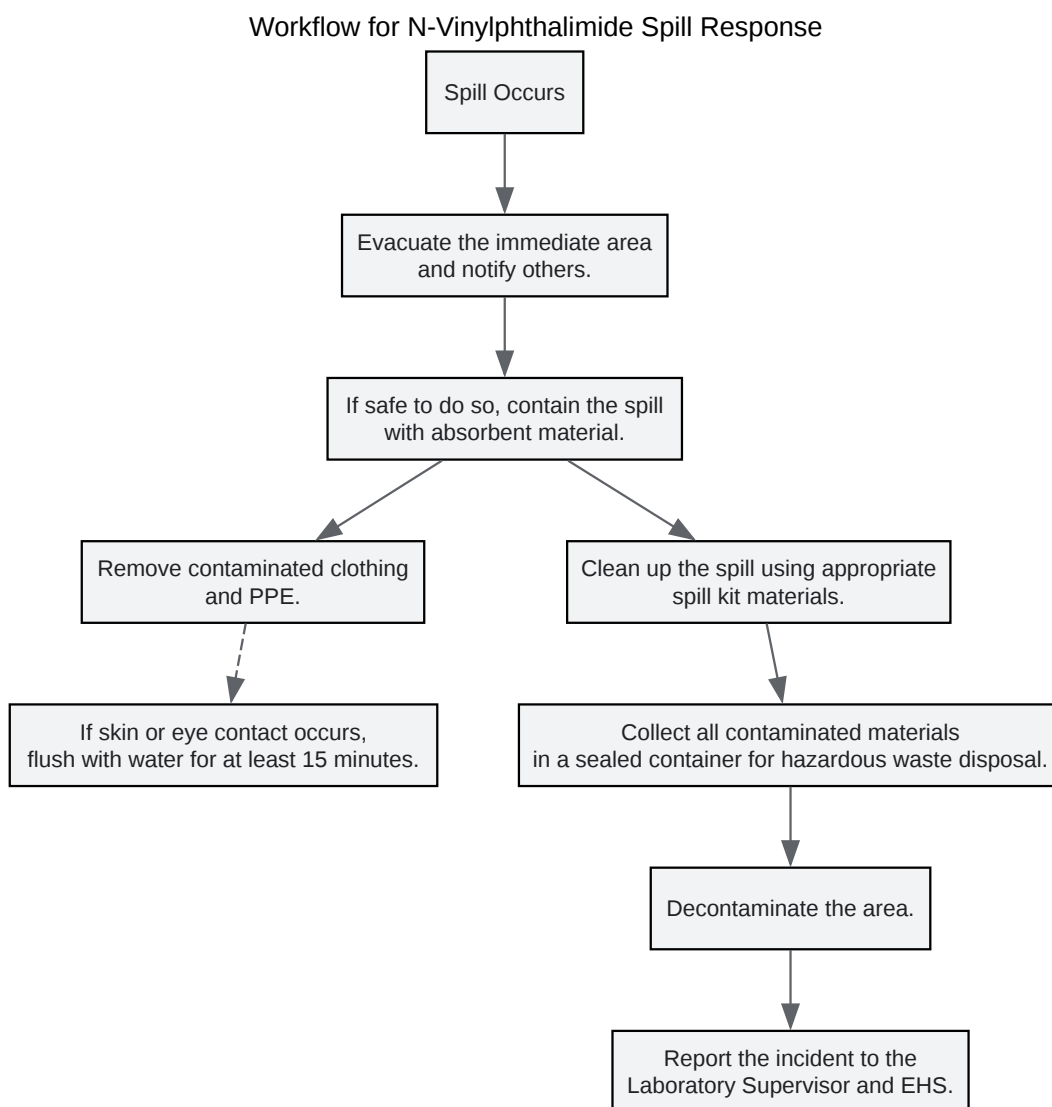 Workflow for N-Vinylphthalimide Spill Response
Spill Occurs
Evacuate the immediate area
and notify others.
If safe to do so, contain the spill
with absorbent material.
Remove contaminated clothing
and PPE.
Clean up the spill using appropriate
spill kit materials.
If skin or eye contact occurs,
flush with water for at least 15 minutes.
Collect all contaminated materials
in a sealed container for hazardous waste disposal.
Decontaminate the area.
Report the incident to the
Laboratory Supervisor and EHS.